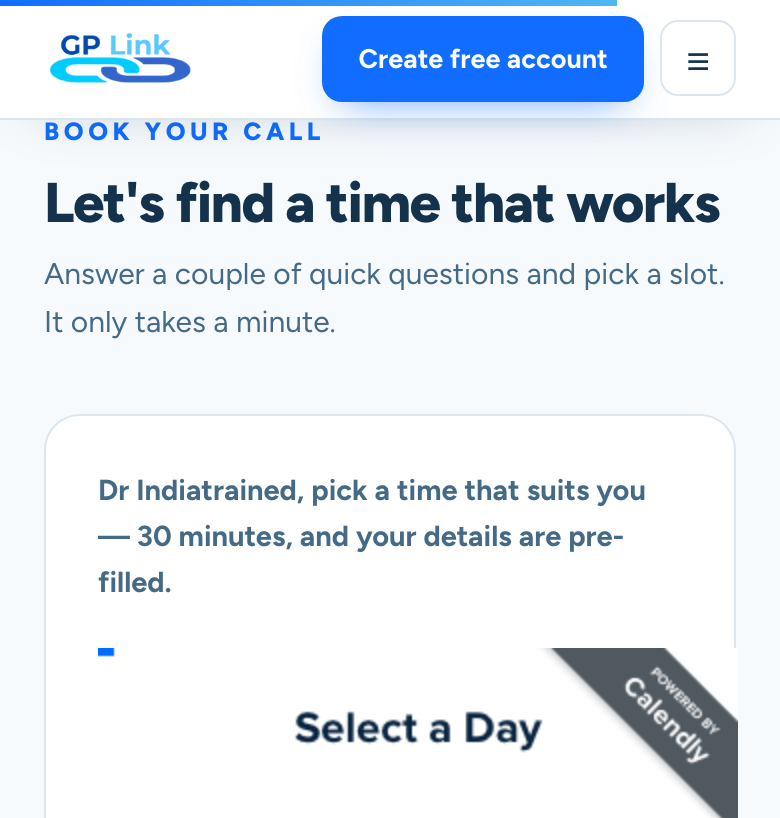 GP Link
Create free account
BOOK YOUR CALL
Let's find a time that works
Answer a couple of quick questions and pick a slot.
It only takes a minute.
Dr Indiatrained, pick a time that suits you
— 30 minutes, and your details are pre-
filled.
POWERED BY
Calendly
Select a Day